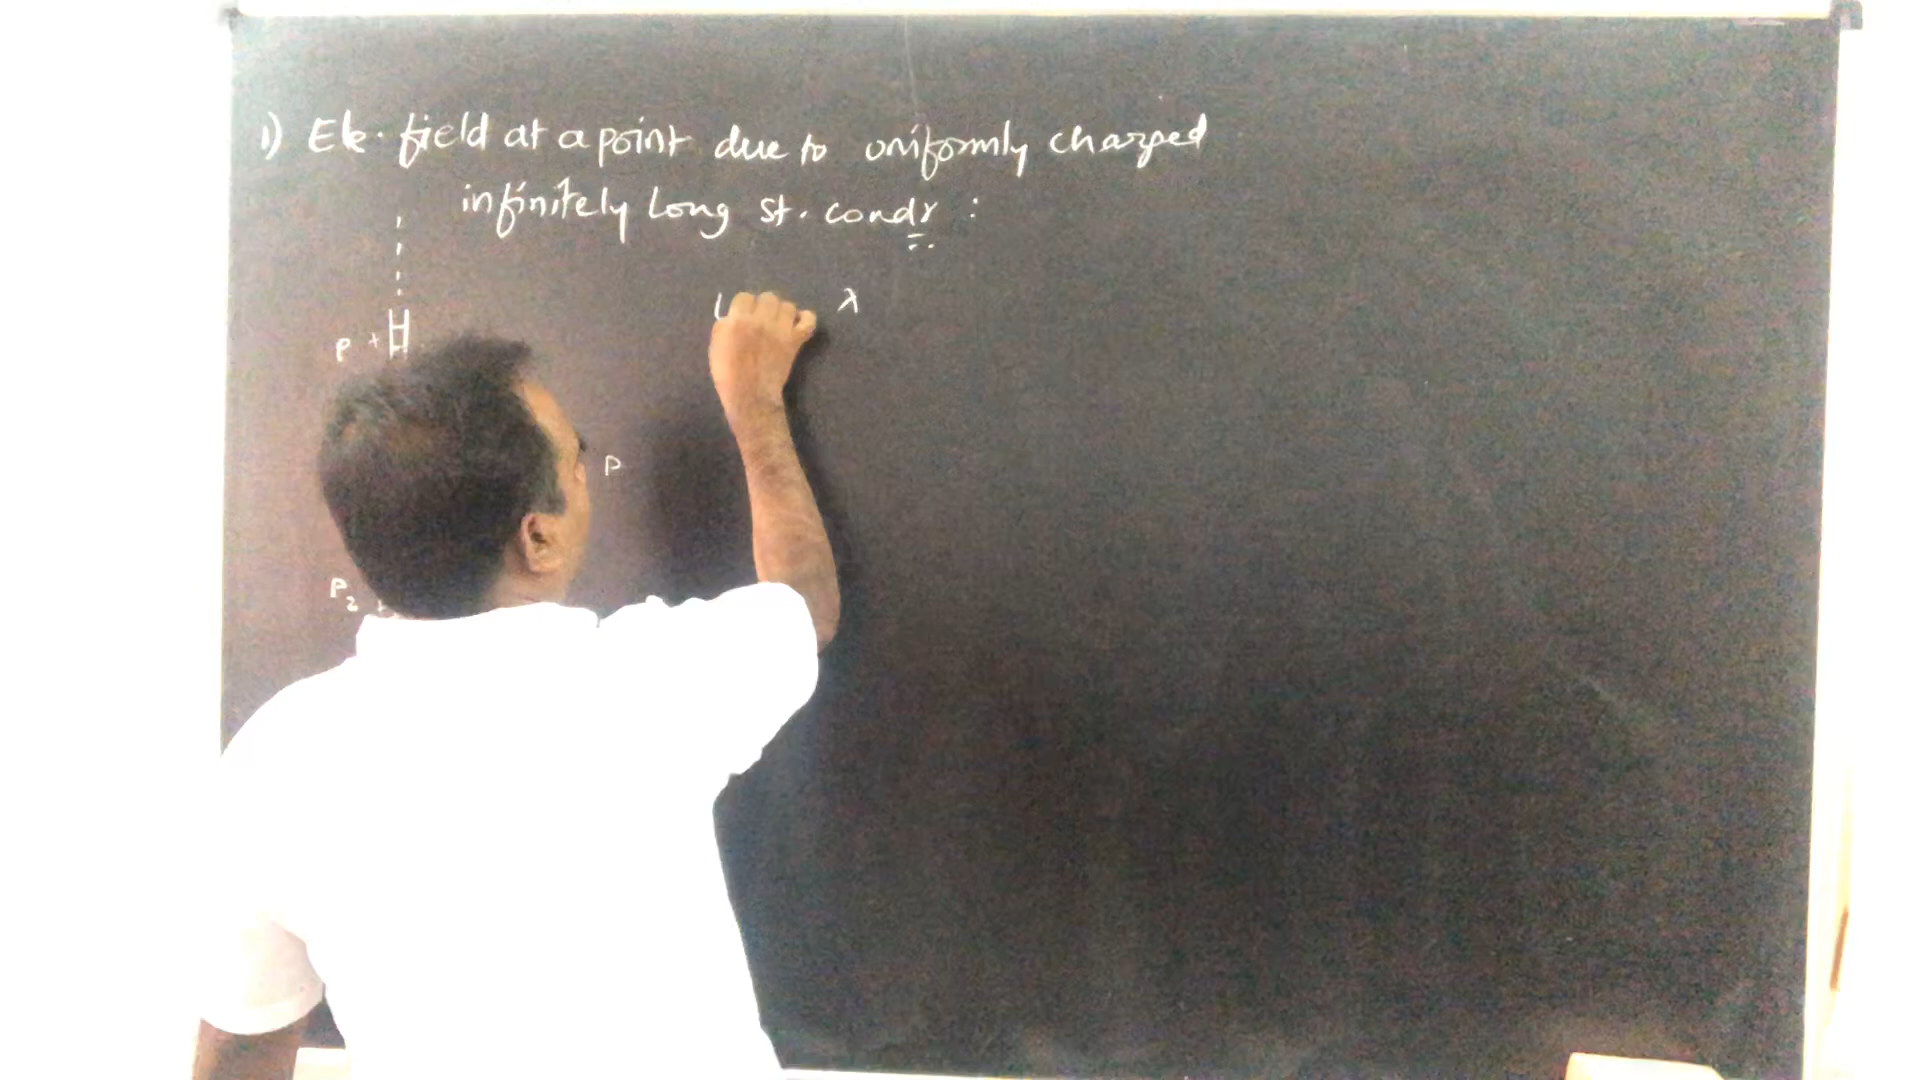 1) Ele. field at a point due to uniformly charged
infinitely long st. condr :
λ
P +
P
P2